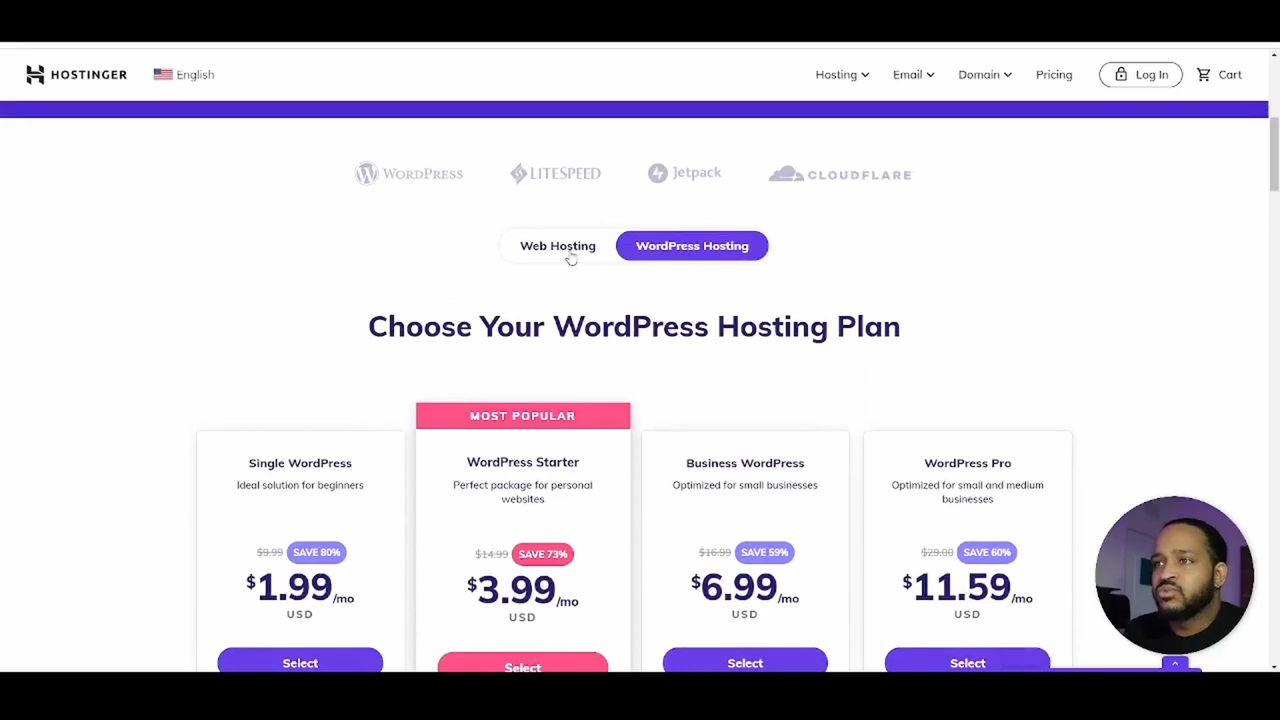 HOSTINGER English Hosting Email Domain Pricing Log In Cart
WORDPRESS LITESPEED Jetpack CLOUDFLARE
Web Hosting WordPress Hosting
Choose Your WordPress Hosting Plan
MOST POPULAR
Single WordPress
Ideal solution for beginners
$9.99 SAVE 80%
$1.99/mo
USD
Select
WordPress Starter
Perfect package for personal
websites
$14.99 SAVE 73%
$3.99/mo
USD
Select
Business WordPress
Optimized for small businesses
$16.99 SAVE 59%
$6.99/mo
USD
Select
WordPress Pro
Optimized for small and medium
businesses
$29.00 SAVE 60%
$11.59/mo
USD
Select